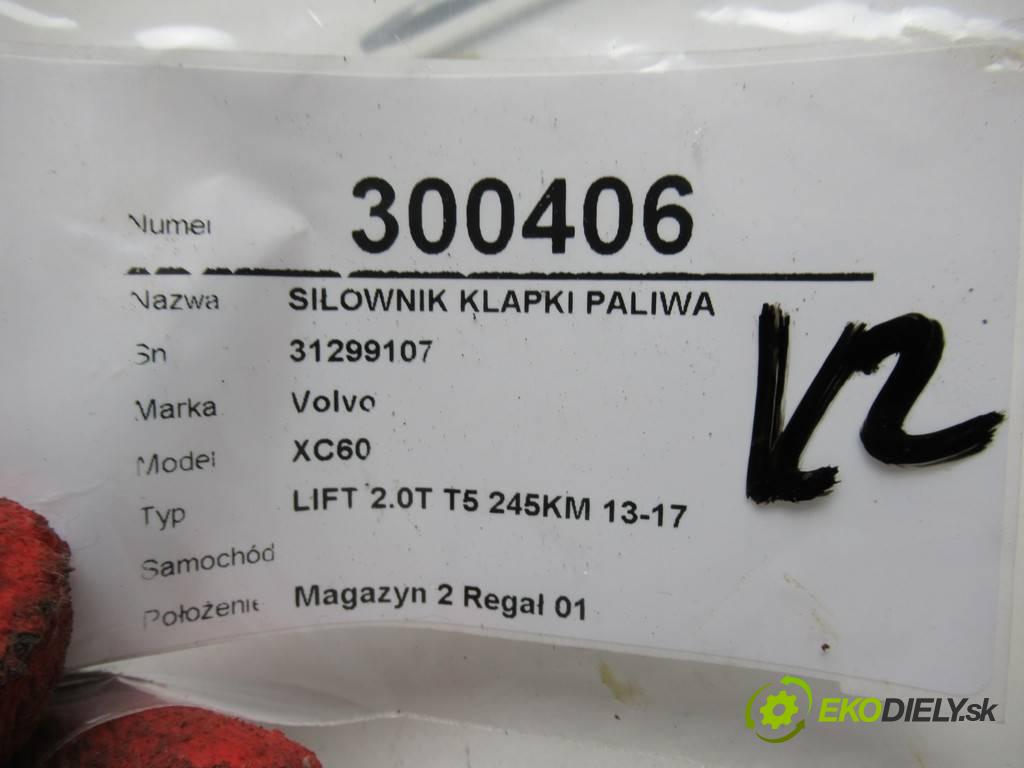 Numer 300406
Nazwa SIŁOWNIK KLAPKI PALIWA
Sn 31299107
Marka Volvo
Model XC60
Typ LIFT 2.0T T5 245KM 13-17
Samochód
Położenie Magazyn 2 Regał 01
EKODIELY.sk